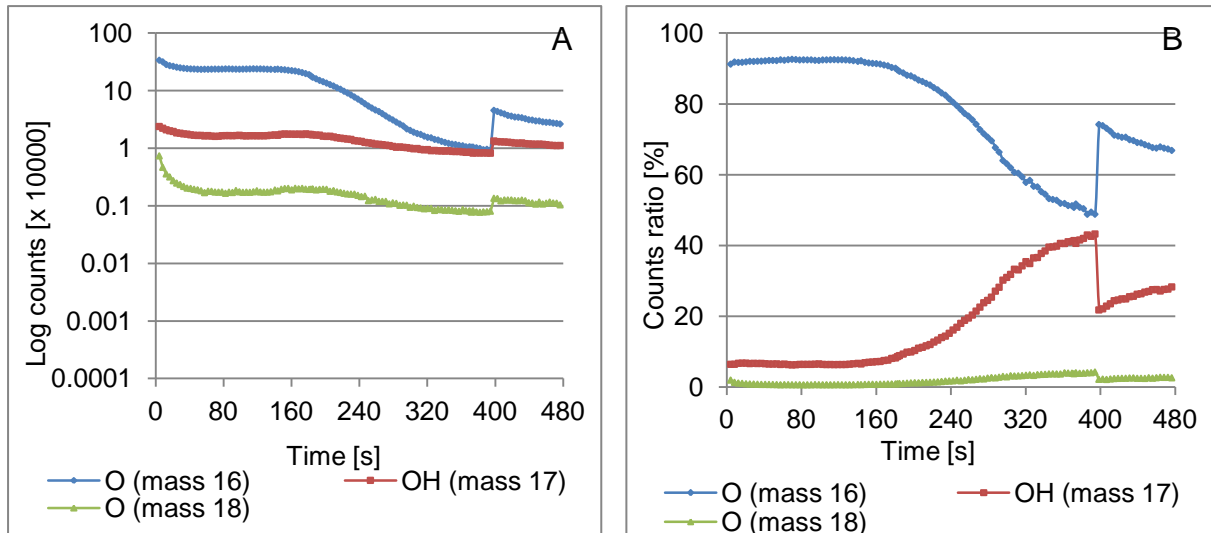 A
Log counts [x 10000]
100
10
1
0.1
0.01
0.001
0.0001
0 80 160 240 320 400 480
Time [s]
O (mass 16) OH (mass 17)
O (mass 18)
B
Counts ratio [%]
100
80
60
40
20
0
0 80 160 240 320 400 480
Time [s]
O (mass 16) OH (mass 17)
O (mass 18)